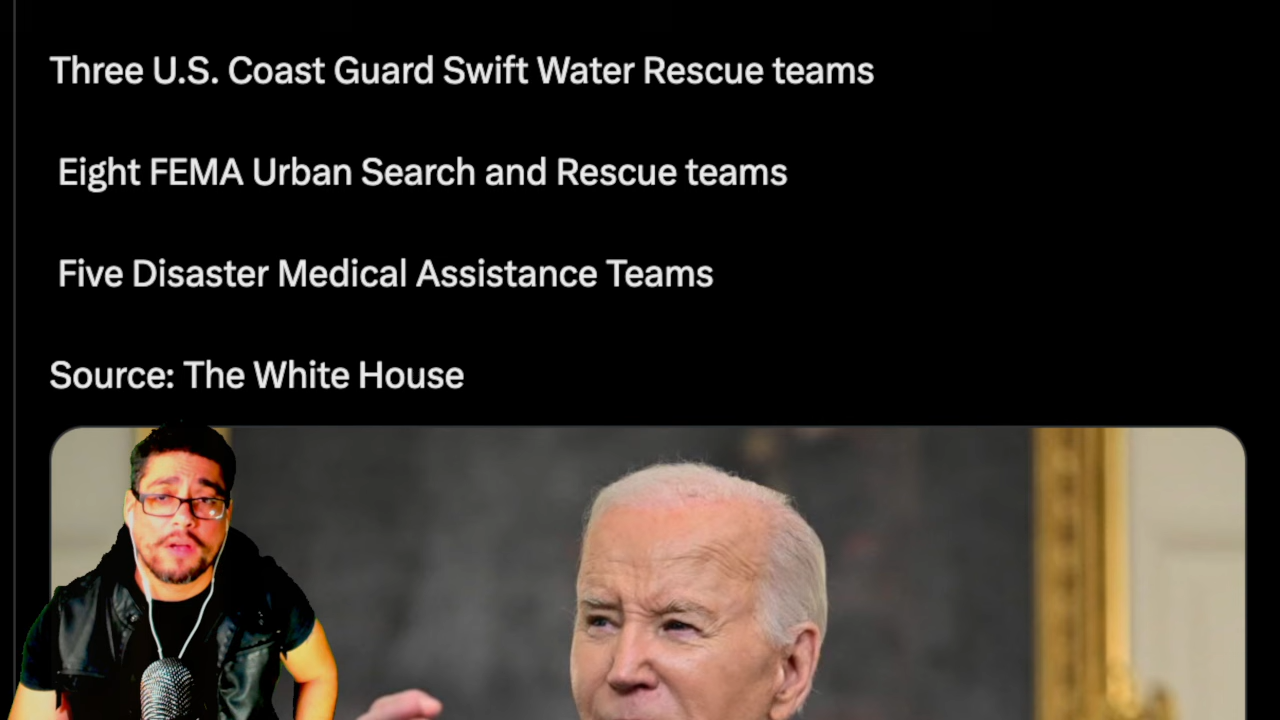 Three U.S. Coast Guard Swift Water Rescue teams
Eight FEMA Urban Search and Rescue teams
Five Disaster Medical Assistance Teams
Source: The White House